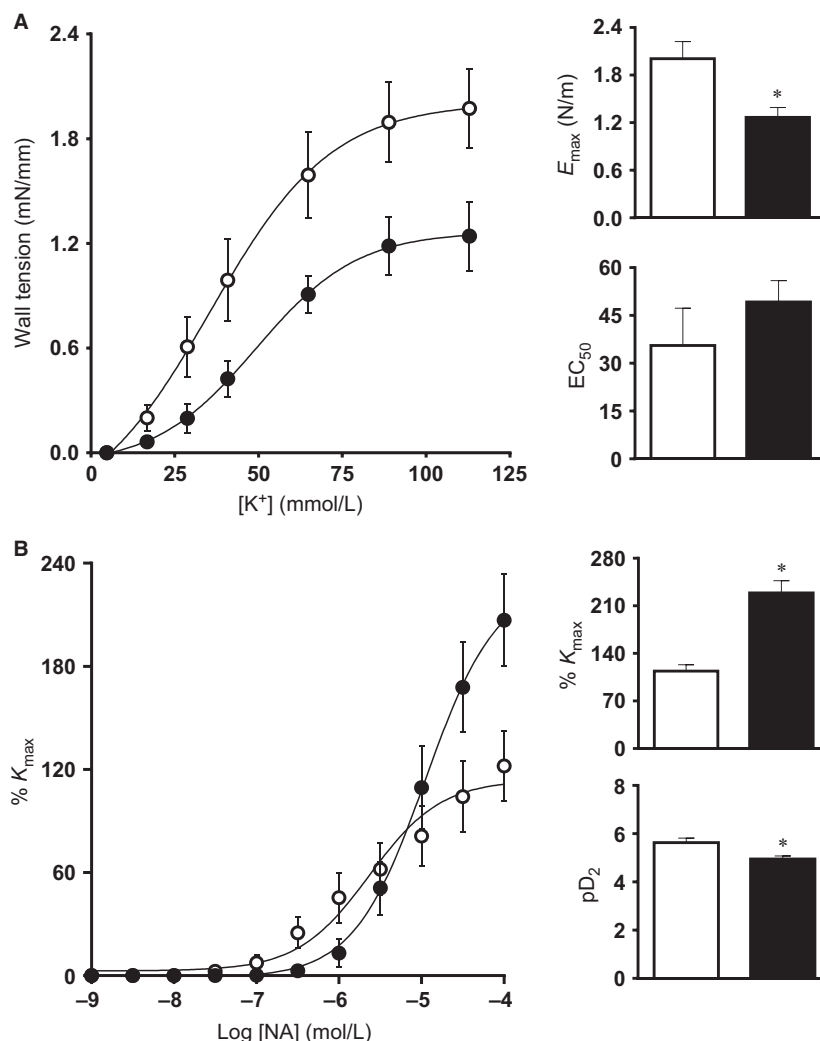 A
2.4
1.8
1.2
0.6
0.0
Wall tension (mN/mm)
0 25 50 75 100 125
[K⁺] (mmol/L)
2.4
1.8
1.2
0.6
0.0
E_max (N/m)
*
60
45
30
15
0
EC₅₀
B
240
180
120
60
0
% K_max
–9 –8 –7 –6 –5 –4
Log [NA] (mol/L)
280
210
140
70
0
% K_max
*
8
6
4
2
0
pD₂
*